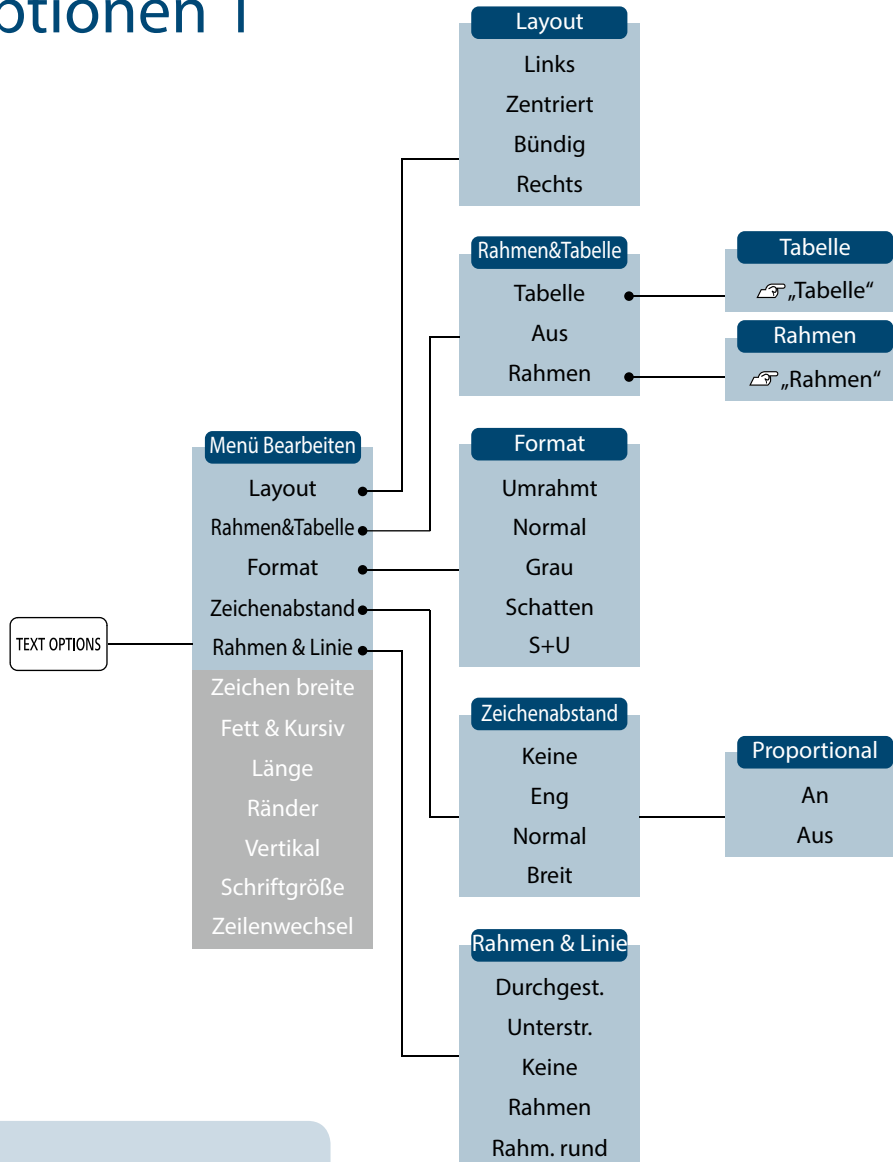 ptionen 1
TEXT OPTIONS
Menü Bearbeiten
Layout
Rahmen&Tabelle
Format
Zeichenabstand
Rahmen & Linie
Zeichen breite
Fett & Kursiv
Länge
Ränder
Vertikal
Schriftgröße
Zeilenwechsel
Layout
Links
Zentriert
Bündig
Rechts
Rahmen&Tabelle
Tabelle
Aus
Rahmen
Tabelle
„Tabelle“
Rahmen
„Rahmen“
Format
Umrahmt
Normal
Grau
Schatten
S+U
Zeichenabstand
Keine
Eng
Normal
Breit
Proportional
An
Aus
Rahmen & Linie
Durchgest.
Unterstr.
Keine
Rahmen
Rahm. rund